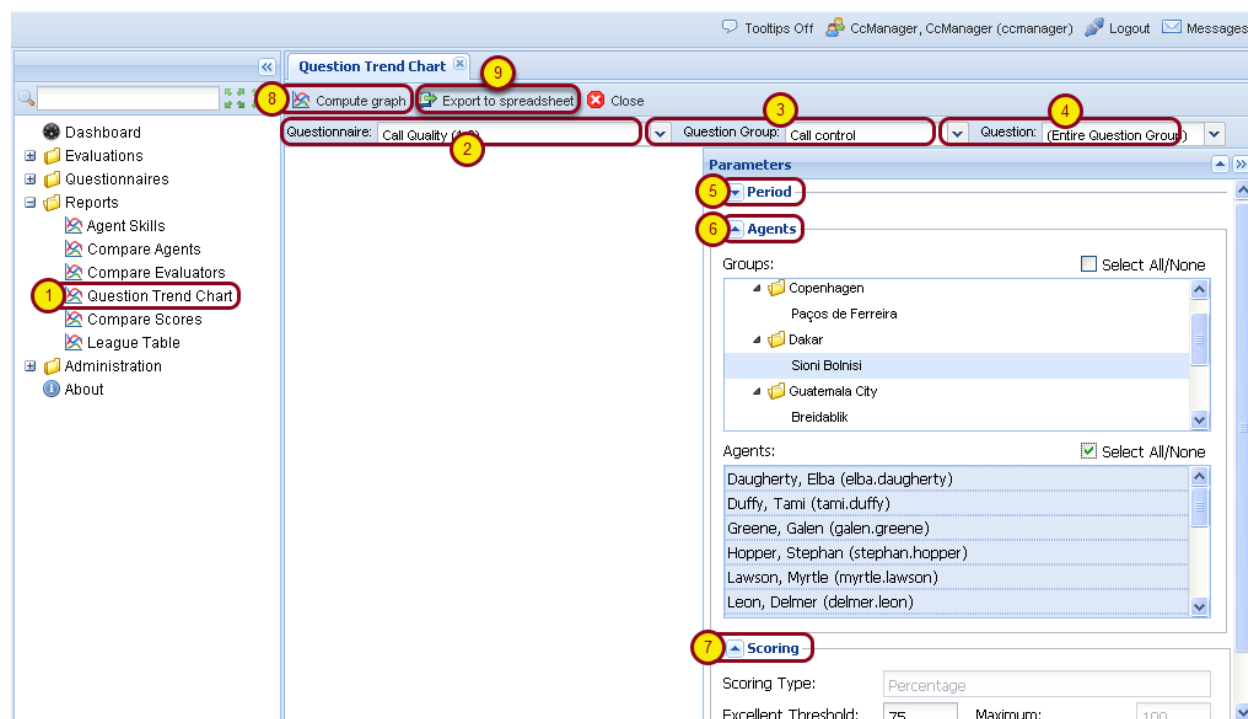 Tooltips Off CcManager, CcManager (ccmanager) Logout Messages
Question Trend Chart
9
8 Compute graph Export to spreadsheet Close
3 4
Questionnaire: Call Quality Question Group: Call control Question: (Entire Question Group)
2
Dashboard
Evaluations
Questionnaires
Reports
Agent Skills
Compare Agents
Compare Evaluators
1 Question Trend Chart
Compare Scores
League Table
Administration
About
Parameters
5 Period
6 Agents
Groups: Select All/None
Copenhagen
Paços de Ferreira
Dakar
Sioni Bolnisi
Guatemala City
Breidablik
Agents: Select All/None
Daugherty, Elba (elba.daugherty)
Duffy, Tami (tami.duffy)
Greene, Galen (galen.greene)
Hopper, Stephan (stephan.hopper)
Lawson, Myrtle (myrtle.lawson)
Leon, Delmer (delmer.leon)
7 Scoring
Scoring Type: Percentage
Excellent Threshold: 75 Maximum: 100